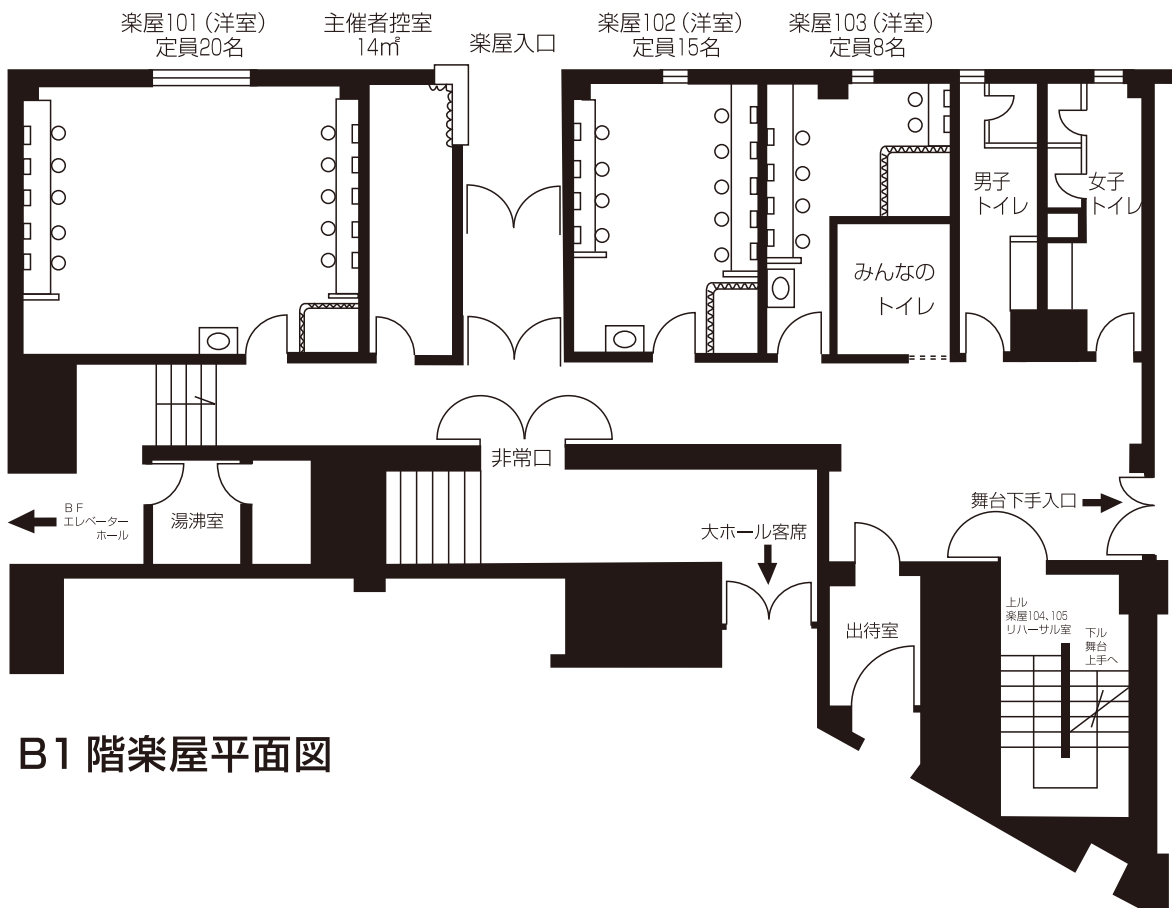 楽屋101（洋室）
定員20名
主催者控室
14㎡
楽屋入口
楽屋102（洋室）
定員15名
楽屋103（洋室）
定員8名
男子
トイレ
女子
トイレ
みんなの
トイレ
非常口
BF
エレベーター
ホール
湯沸室
大ホール客席
舞台下手入口
出待室
上ル
楽屋104、105
リハーサル室
下ル
舞台
上手へ
B1階楽屋平面図